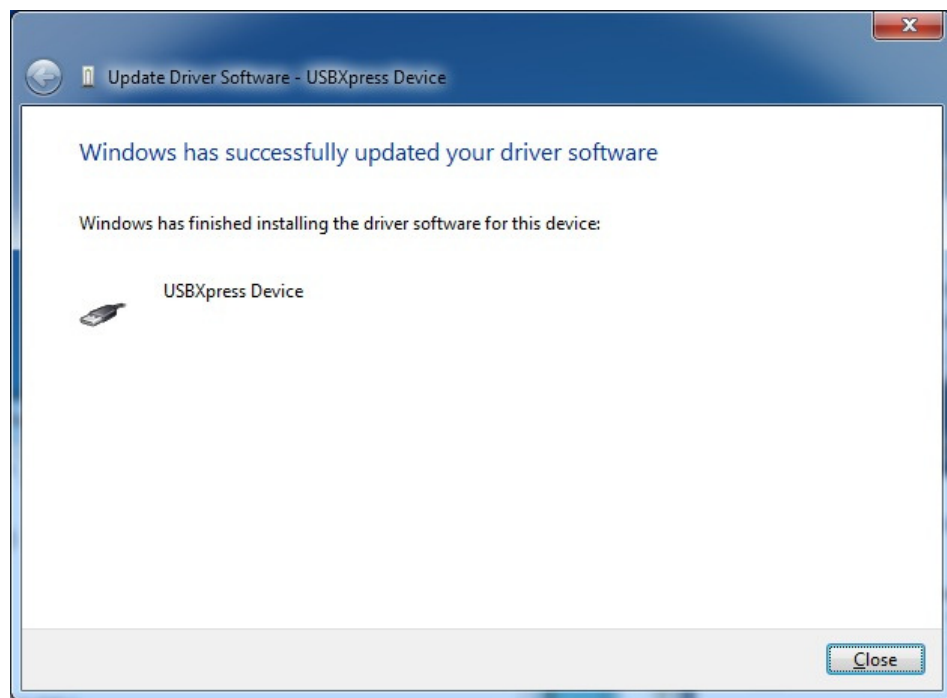 Update Driver Software - USBXpress Device
Windows has successfully updated your driver software
Windows has finished installing the driver software for this device:
USBXpress Device
Close